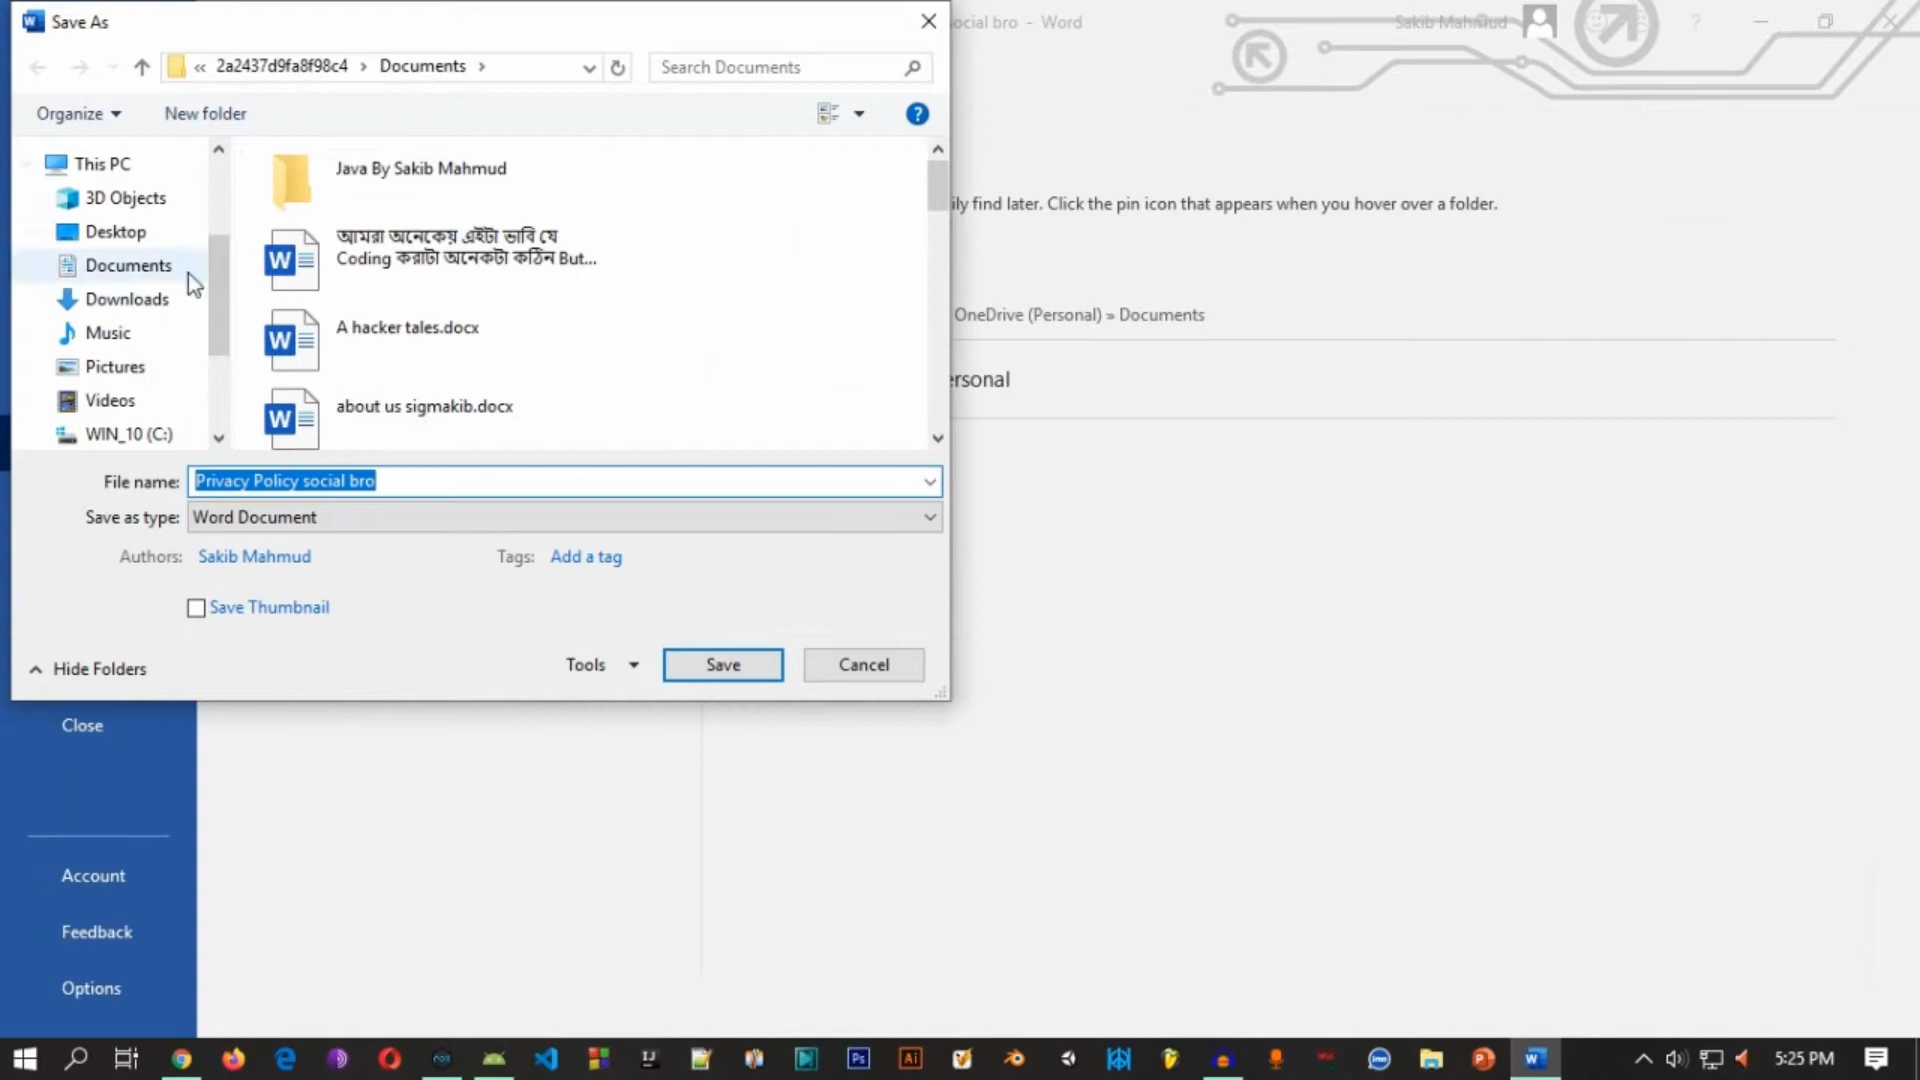 Save As
ocial bro - Word
Sakib Mahmud
« 2a2437d9fa8f98c4 › Documents ›
Search Documents
Organize
New folder
This PC
3D Objects
Desktop
Documents
Downloads
Music
Pictures
Videos
WIN_10 (C:)
Java By Sakib Mahmud
আমরা অনেকেয় এইটা ভাবি যে
Coding করাটা অনেকটা কঠিন But...
A hacker tales.docx
about us sigmakib.docx
ily find later. Click the pin icon that appears when you hover over a folder.
OneDrive (Personal) » Documents
ersonal
File name: Privacy Policy social bro
Save as type: Word Document
Authors: Sakib Mahmud
Tags: Add a tag
Save Thumbnail
Hide Folders
Tools
Save
Cancel
Close
Account
Feedback
Options
5:25 PM